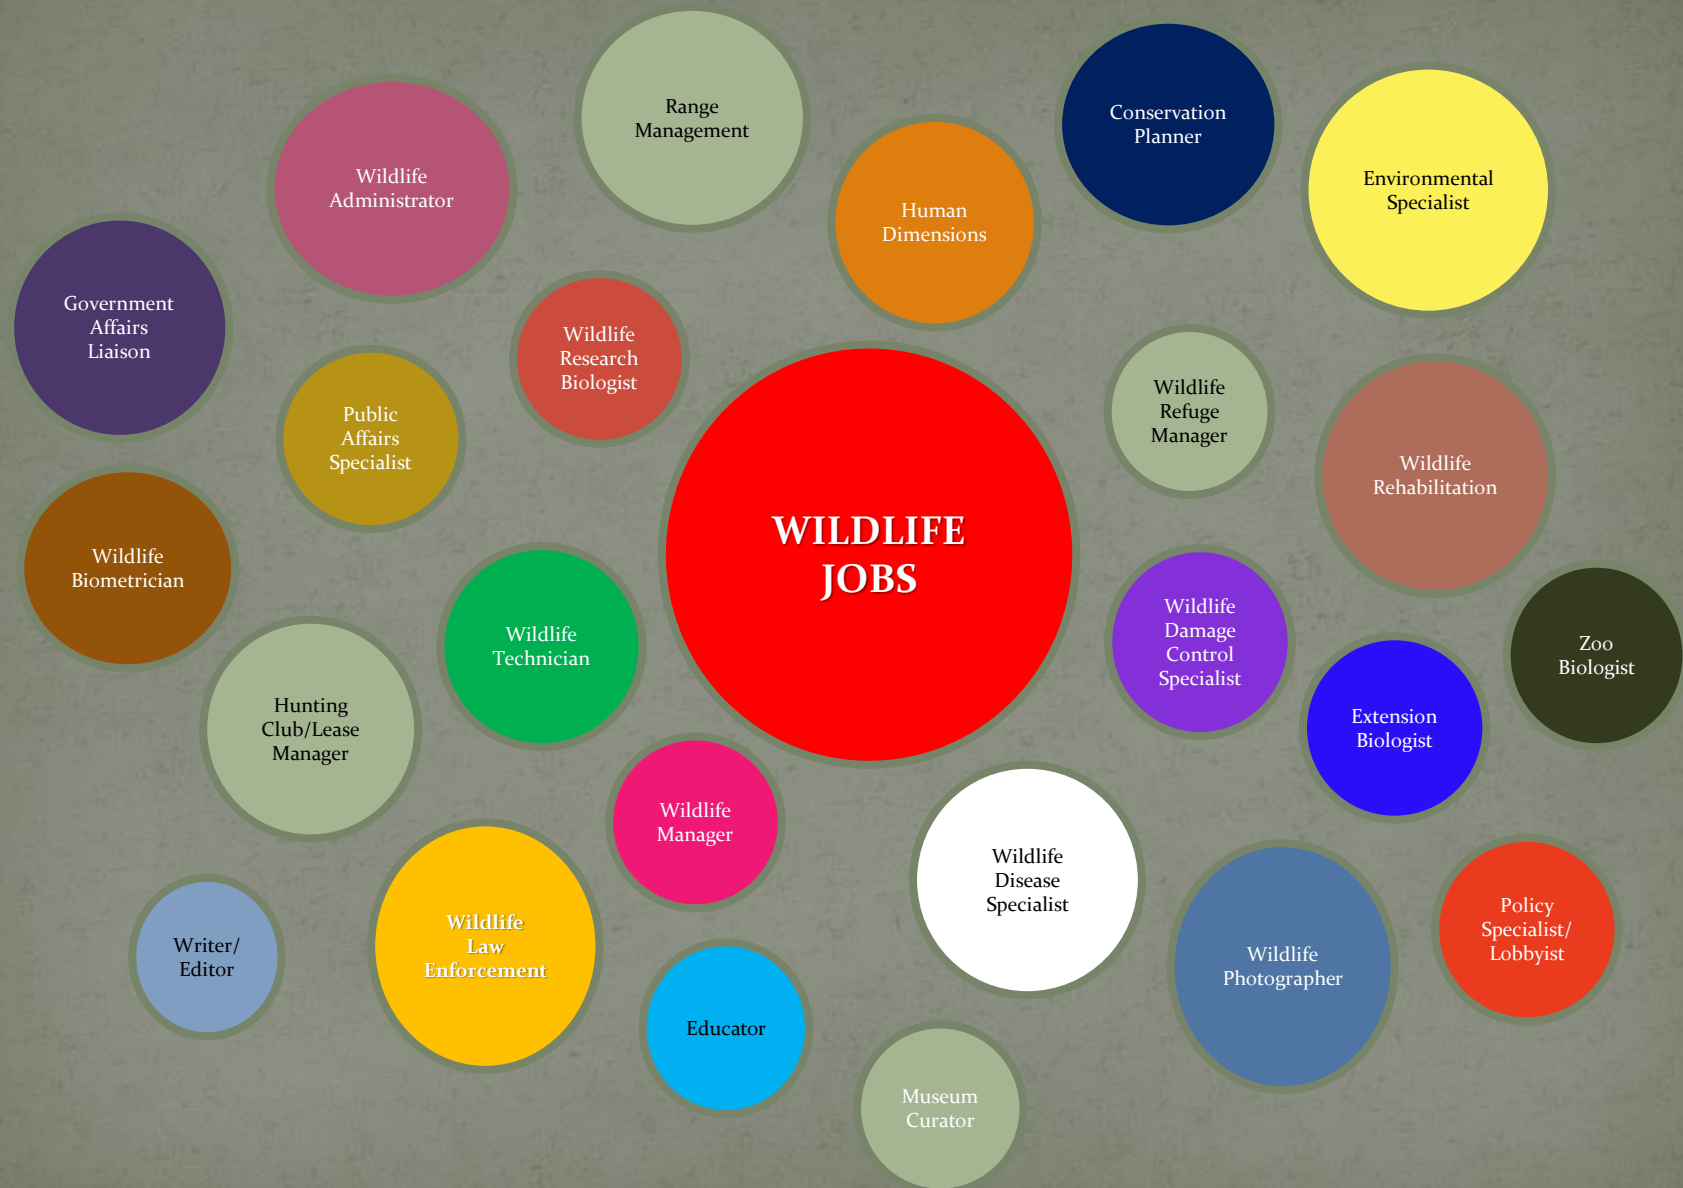 Range
Management
Conservation
Planner
Wildlife
Administrator
Environmental
Specialist
Human
Dimensions
Government
Affairs
Liaison
Wildlife
Research
Biologist
Wildlife
Refuge
Manager
Public
Affairs
Specialist
Wildlife
Rehabilitation
WILDLIFE
JOBS
Wildlife
Biometrician
Wildlife
Technician
Wildlife
Damage
Control
Specialist
Zoo
Biologist
Hunting
Club/Lease
Manager
Extension
Biologist
Wildlife
Manager
Wildlife
Disease
Specialist
Policy
Specialist/
Lobbyist
Writer/
Editor
Wildlife
Law
Enforcement
Wildlife
Photographer
Educator
Museum
Curator